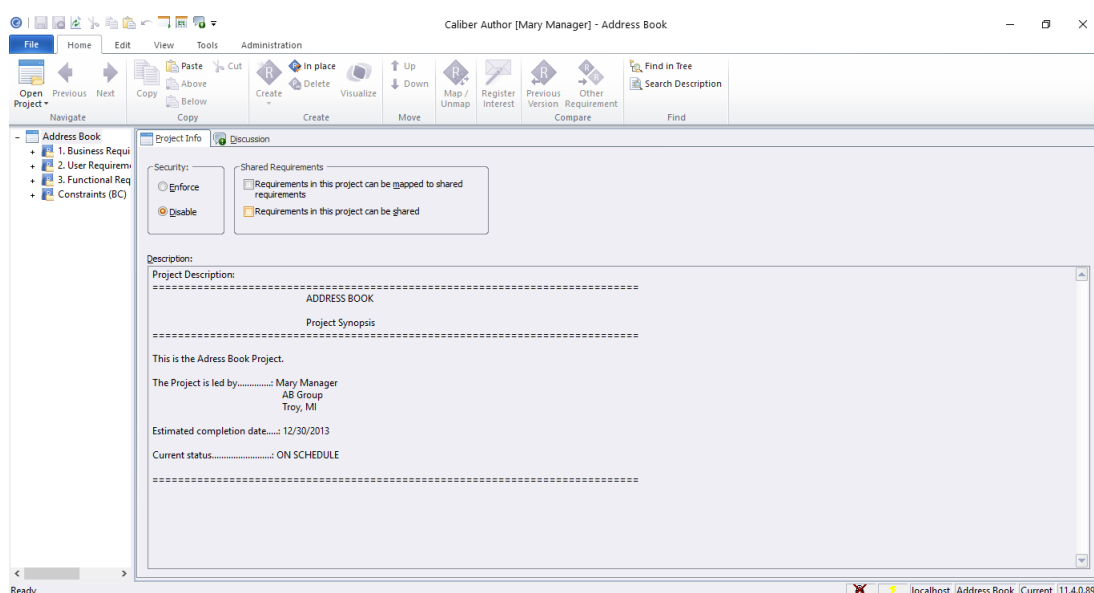 Caliber Author [Mary Manager] - Address Book
File Home Edit View Tools Administration
Open Project Previous Next
Navigate
Copy Paste Cut Above Below
Copy
Create In place Delete Visualize
Create
Up Down
Move
Map / Unmap Register Interest
Previous Version Other Requirement
Compare
Find in Tree
Search Description
Find
Address Book
1. Business Requi
2. User Requirem
3. Functional Req
Constraints (BC)
Project Info Discussion
Security: Shared Requirements
Enforce
Disable
Requirements in this project can be mapped to shared
requirements
Requirements in this project can be shared
Description:
Project Description:
============================================================================
ADDRESS BOOK
Project Synopsis
============================================================================
This is the Adress Book Project.
The Project is led by..............: Mary Manager
AB Group
Troy, MI
Estimated completion date.....: 12/30/2013
Current status.........................: ON SCHEDULE
============================================================================
Ready localhost Address Book Current 11.4.0.89